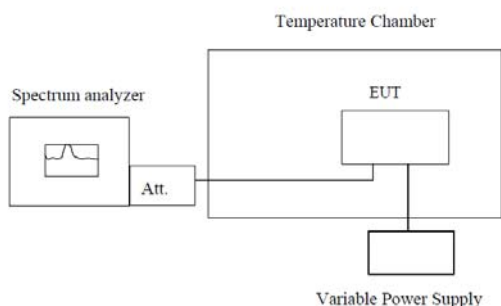 Temperature Chamber
Spectrum analyzer
EUT
Att.
Variable Power Supply